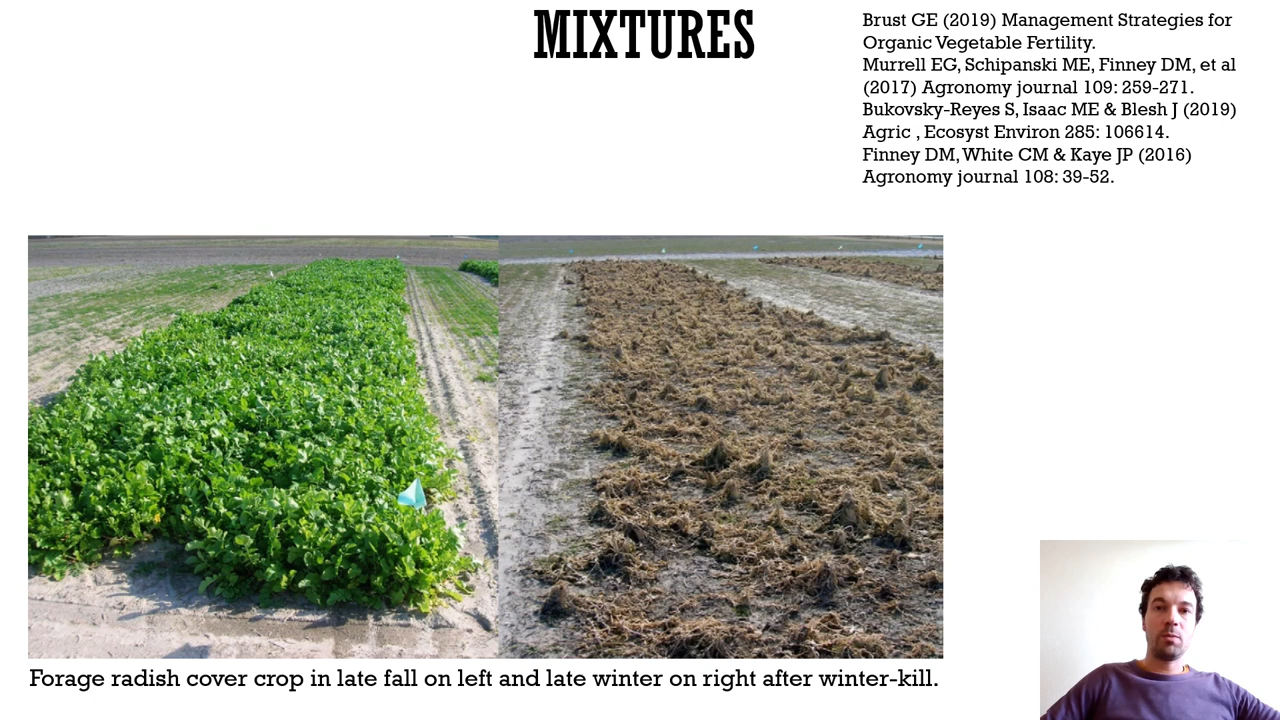 MIXTURES
Brust GE (2019) Management Strategies for
Organic Vegetable Fertility.
Murrell EG, Schipanski ME, Finney DM, et al
(2017) Agronomy journal 109: 259-271.
Bukovsky-Reyes S, Isaac ME & Blesh J (2019)
Agric , Ecosyst Environ 285: 106614.
Finney DM, White CM & Kaye JP (2016)
Agronomy journal 108: 39-52.
Forage radish cover crop in late fall on left and late winter on right after winter-kill.